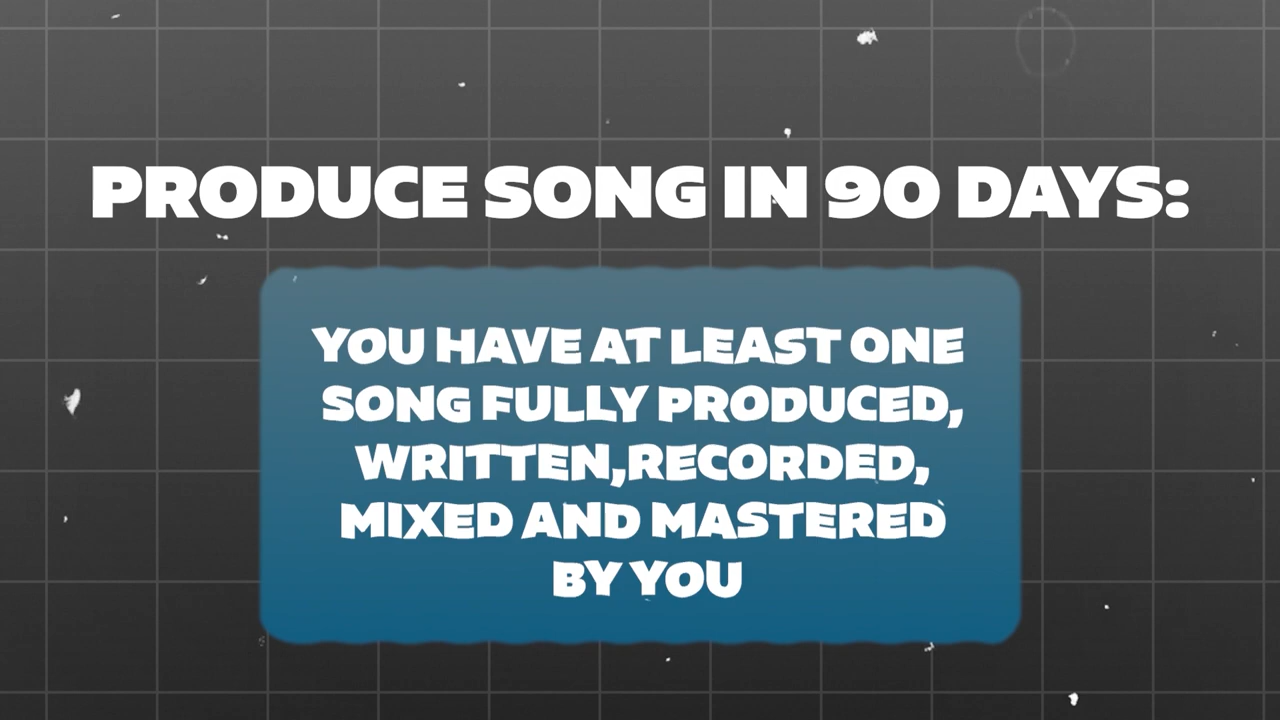 PRODUCE SONG IN 90 DAYS:
YOU HAVE AT LEAST ONE
SONG FULLY PRODUCED,
WRITTEN,RECORDED,
MIXED AND MASTERED
BY YOU